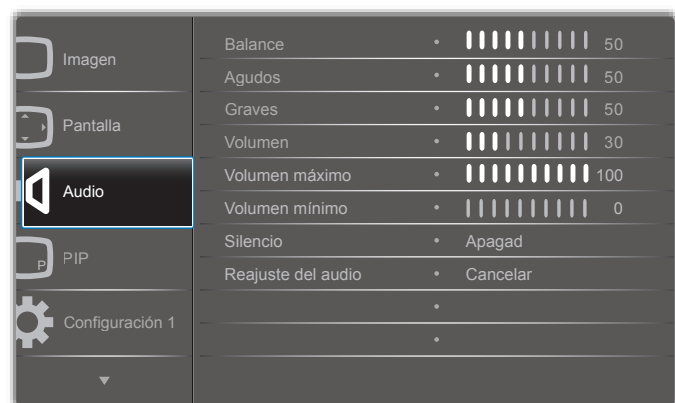 Imagen
Pantalla
Audio
P
PIP
Configuración 1
Balance • 50
Agudos • 50
Graves • 50
Volumen • 30
Volumen máximo • 100
Volumen mínimo • 0
Silencio • Apagad
Reajuste del audio • Cancelar
•
•